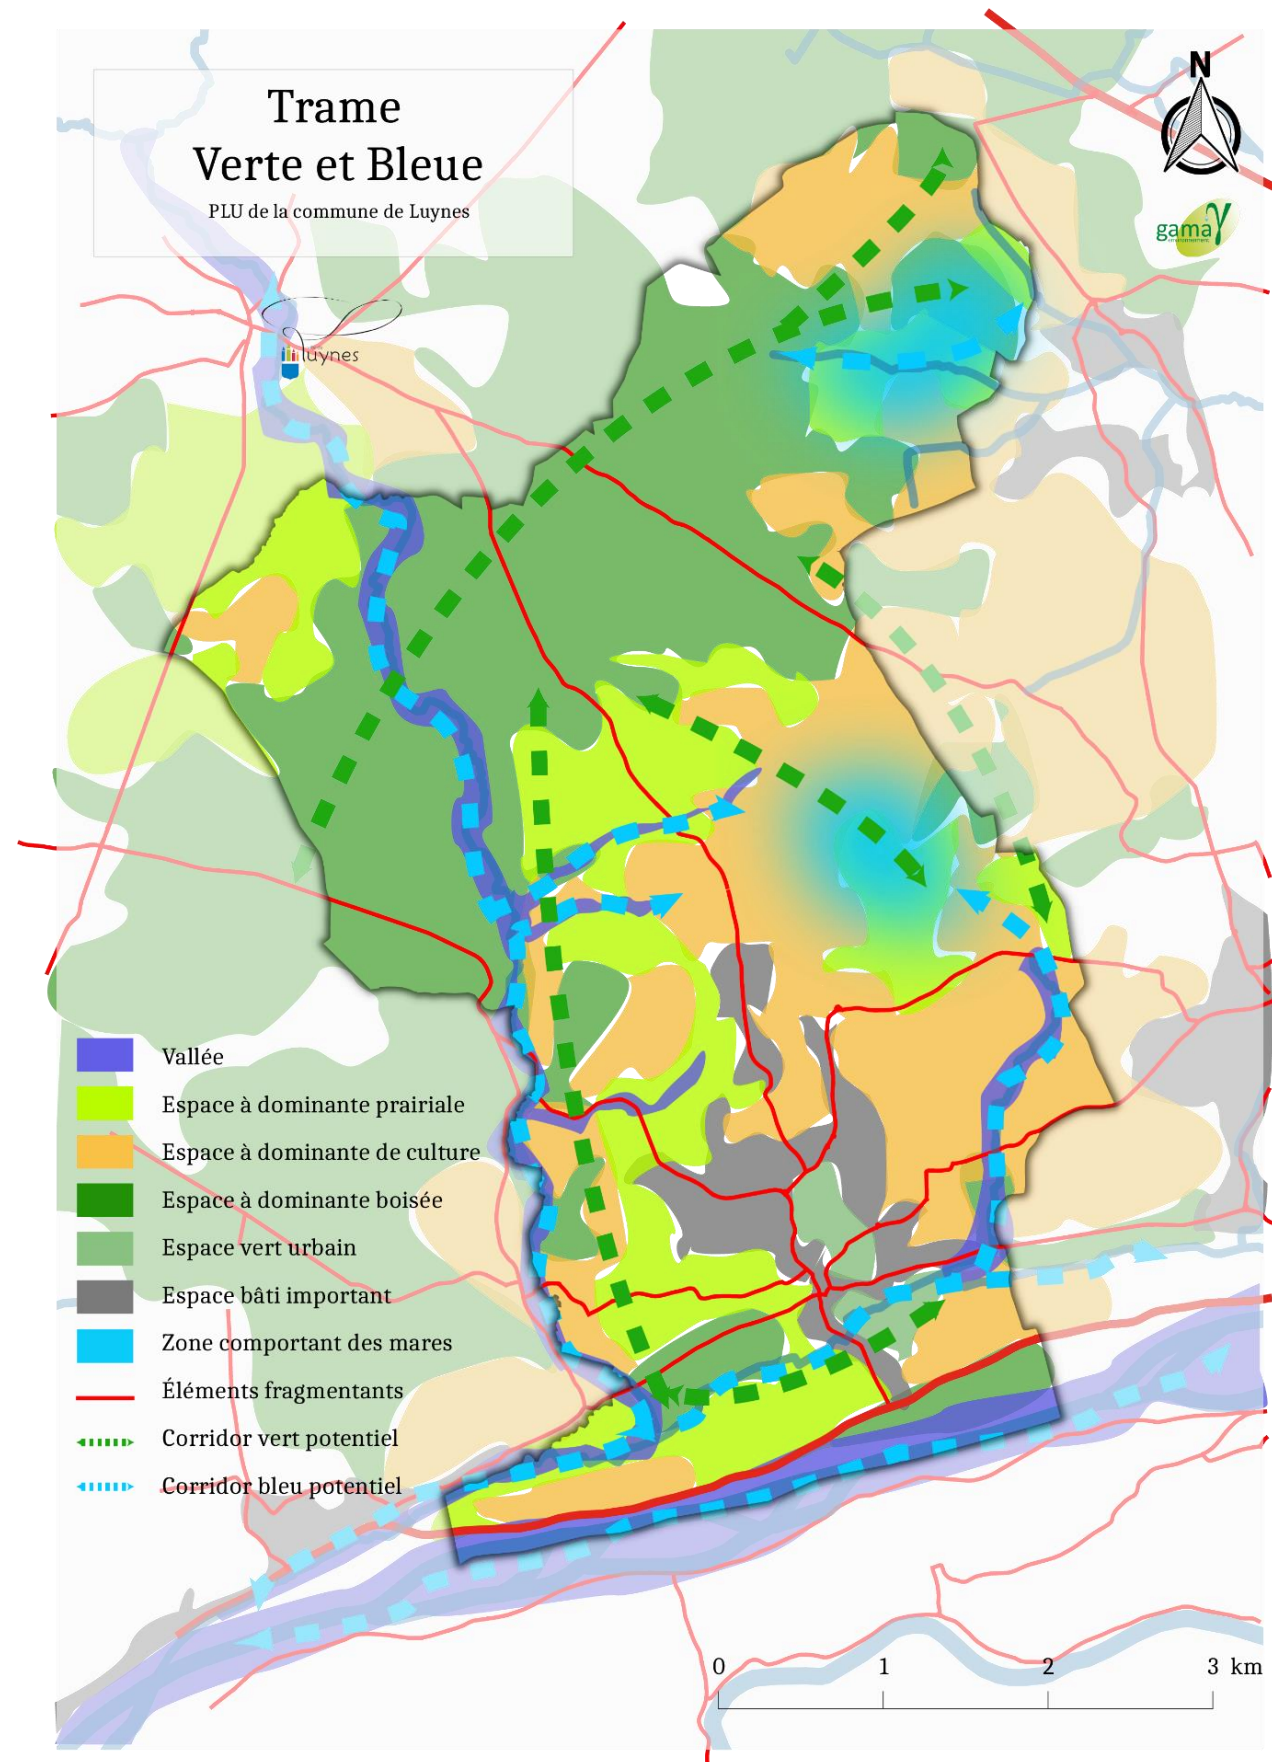 Trame
Verte et Bleue
PLU de la commune de Luynes
N
gama
environnement
luynes
Vallée
Espace à dominante prairiale
Espace à dominante de culture
Espace à dominante boisée
Espace vert urbain
Espace bâti important
Zone comportant des mares
Éléments fragmentants
Corridor vert potentiel
Corridor bleu potentiel
0 1 2 3 km